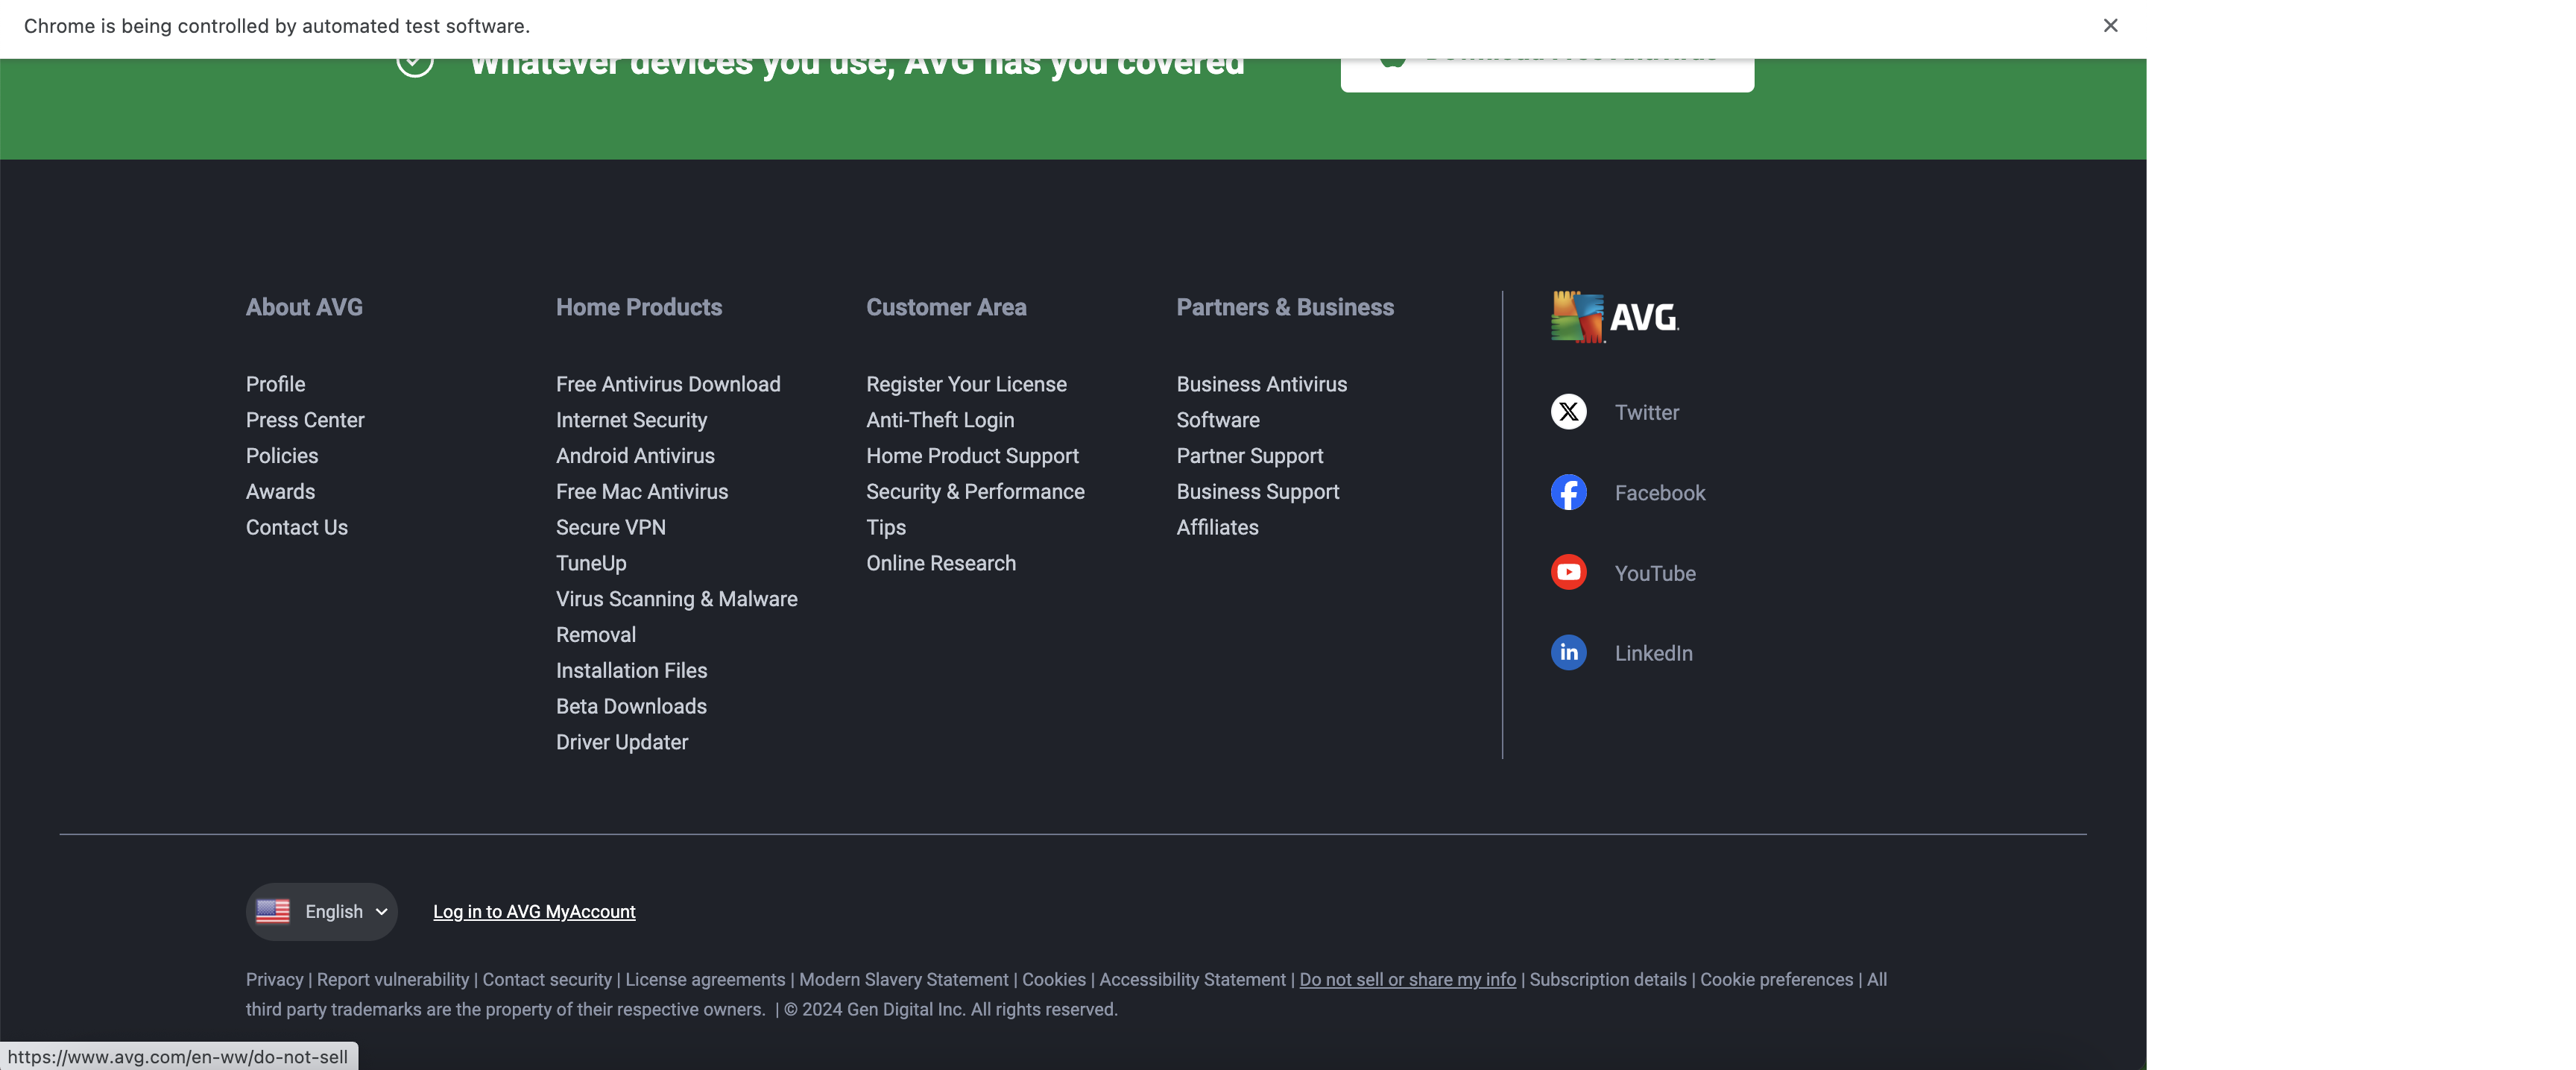 Chrome is being controlled by automated test software.
Whatever devices you use, AVG has you covered
About AVG
Profile
Press Center
Policies
Awards
Contact Us
Home Products
Free Antivirus Download
Internet Security
Android Antivirus
Free Mac Antivirus
Secure VPN
TuneUp
Virus Scanning & Malware
Removal
Installation Files
Beta Downloads
Driver Updater
Customer Area
Register Your License
Anti-Theft Login
Home Product Support
Security & Performance
Tips
Online Research
Partners & Business
Business Antivirus
Software
Partner Support
Business Support
Affiliates
AVG.
Twitter
Facebook
YouTube
in LinkedIn
English
Log in to AVG MyAccount
Privacy | Report vulnerability | Contact security | License agreements | Modern Slavery Statement | Cookies | Accessibility Statement | Do not sell or share my info | Subscription details | Cookie preferences | All
third party trademarks are the property of their respective owners. | © 2024 Gen Digital Inc. All rights reserved.
https://www.avg.com/en-ww/do-not-sell